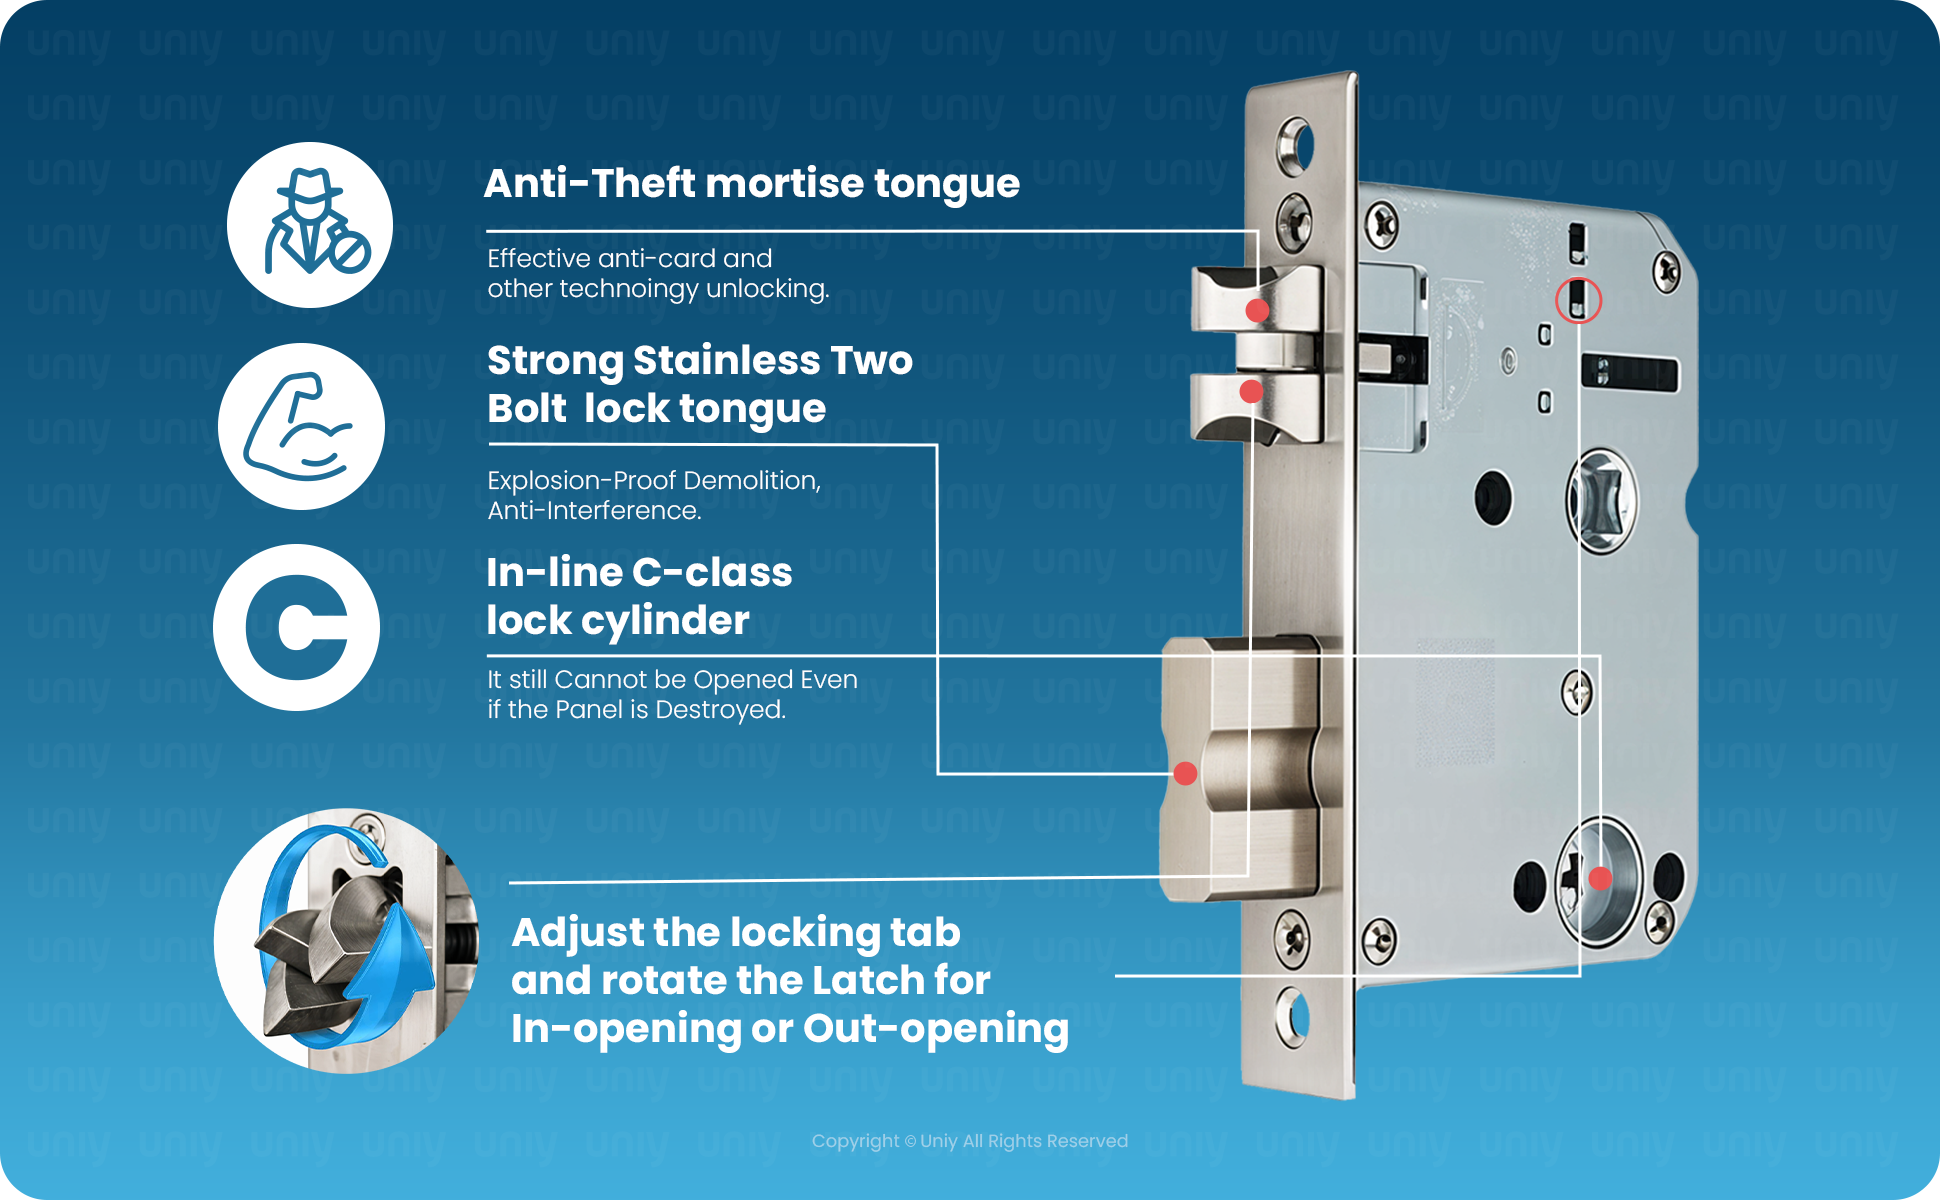 Anti-Theft mortise tongue
Effective anti-card and
other technoingy unlocking.
Strong Stainless Two
Bolt lock tongue
Explosion-Proof Demolition,
Anti-Interference.
C
In-line C-class
lock cylinder
It still Cannot be Opened Even
if the Panel is Destroyed.
Adjust the locking tab
and rotate the Latch for
In-opening or Out-opening
Copyright © Uniy All Rights Reserved